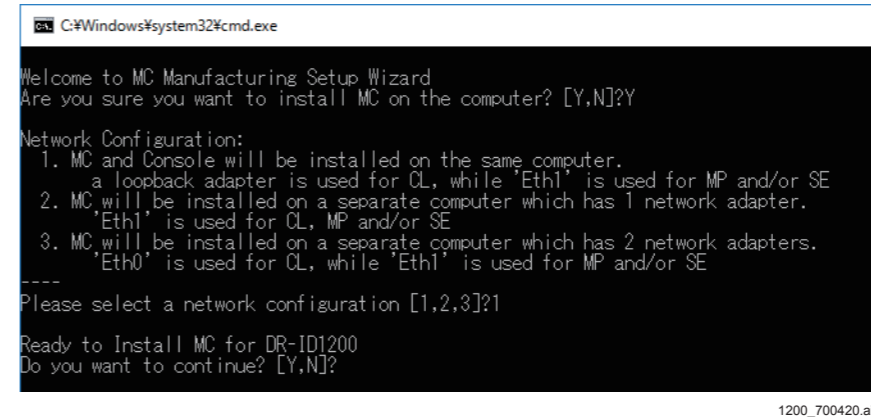 C:¥Windows¥system32¥cmd.exe
Welcome to MC Manufacturing Setup Wizard
Are you sure you want to install MC on the computer? [Y,N]?Y
Network Configuration:
1. MC and Console will be installed on the same computer.
a loopback adapter is used for CL, while 'Eth1' is used for MP and/or SE
2. MC will be installed on a separate computer which has 1 network adapter.
'Eth1' is used for CL, MP and/or SE
3. MC will be installed on a separate computer which has 2 network adapters.
'Eth0' is used for CL, while 'Eth1' is used for MP and/or SE
----
Please select a network configuration [1,2,3]?1
Ready to Install MC for DR-ID1200
Do you want to continue? [Y,N]?
1200_700420.a